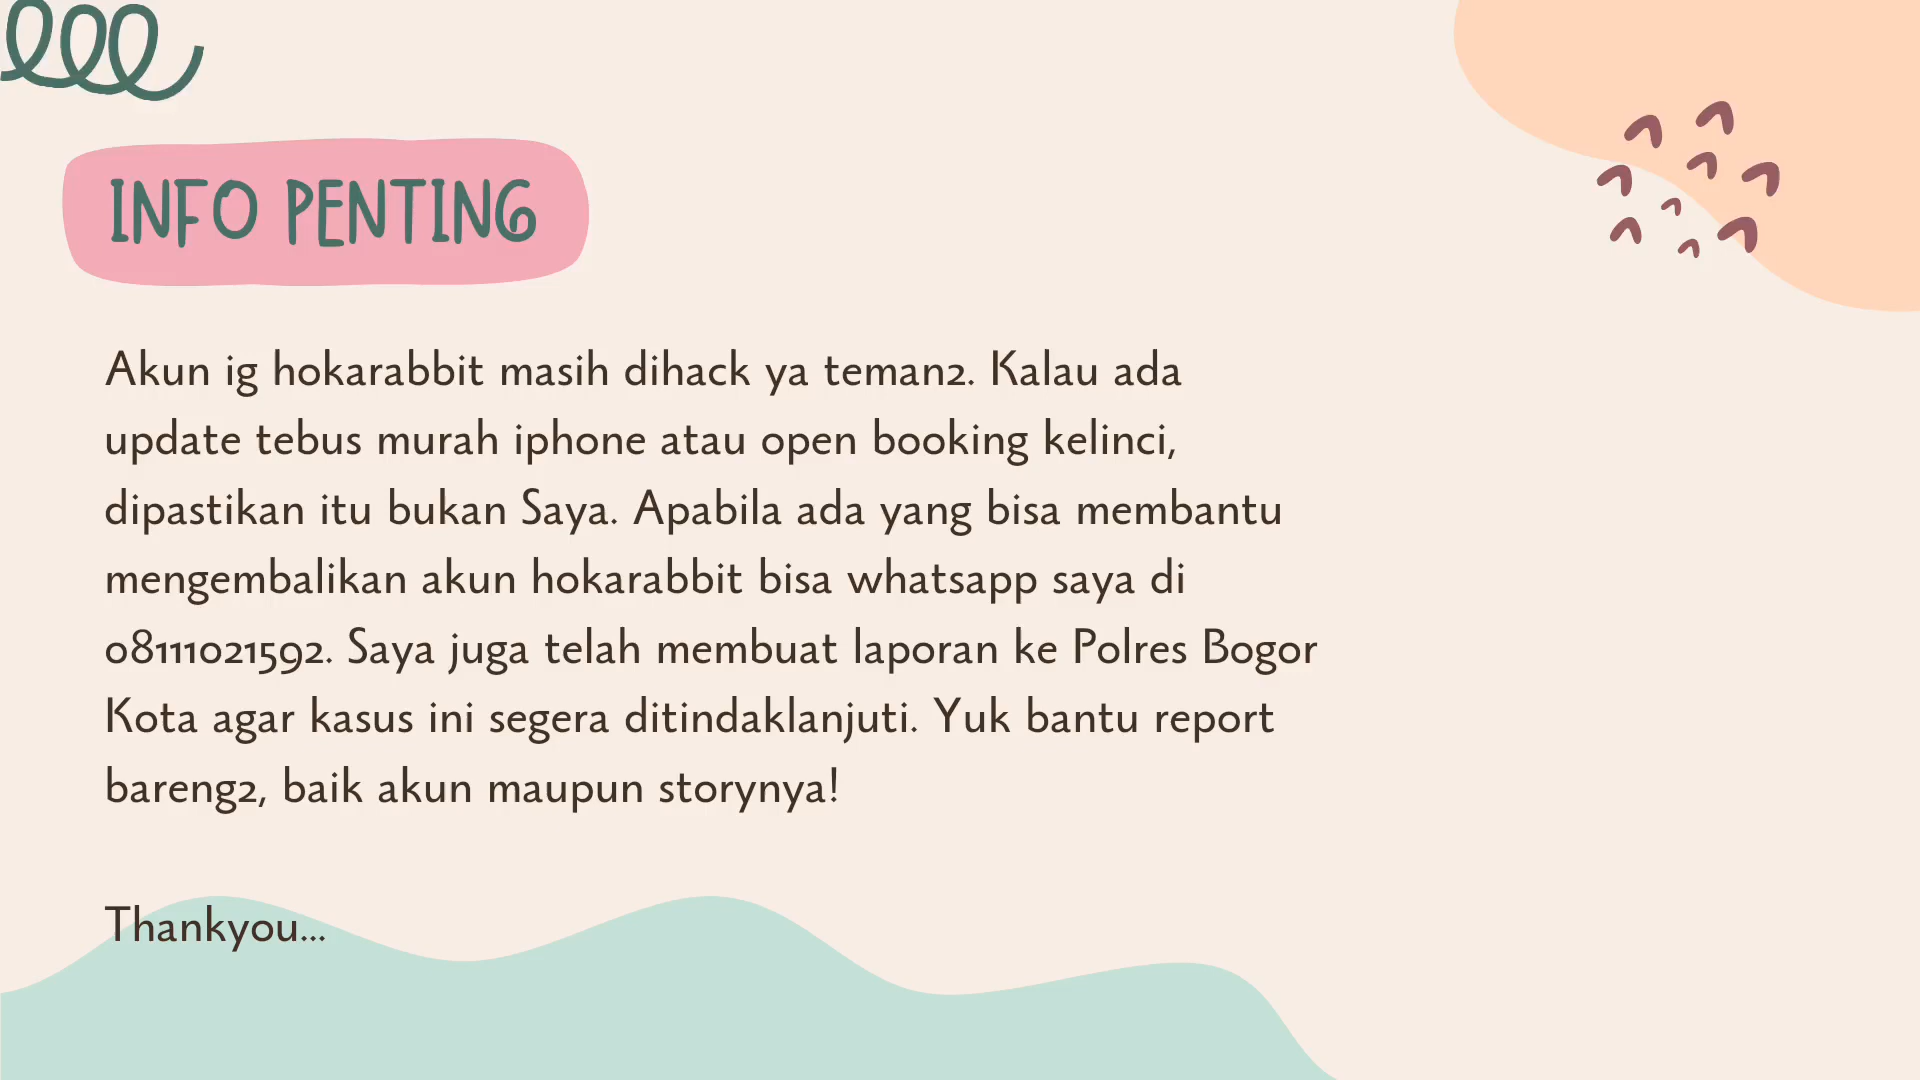 INFO PENTING
Akun ig hokarabbit masih dihack ya teman2. Kalau ada
update tebus murah iphone atau open booking kelinci,
dipastikan itu bukan Saya. Apabila ada yang bisa membantu
mengembalikan akun hokarabbit bisa whatsapp saya di
08111021592. Saya juga telah membuat laporan ke Polres Bogor
Kota agar kasus ini segera ditindaklanjuti. Yuk bantu report
bareng2, baik akun maupun storynya!
Thankyou...